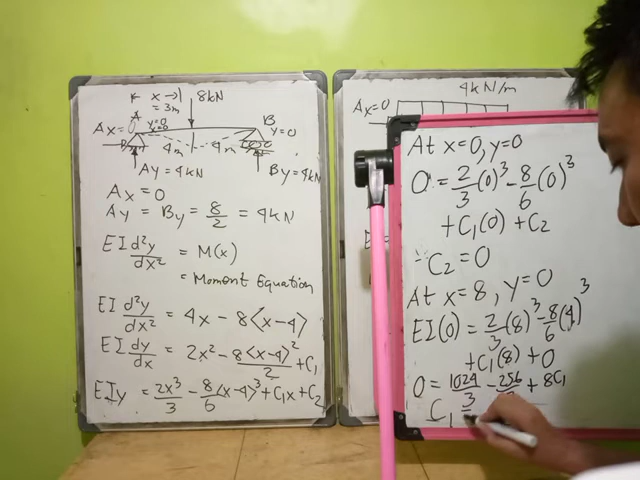 x →|
= 3m
8kN
A
B
Ax=0
y=0
y=0
4m
4m
Ay=4kN
By=4kN
Ax=0
Ay = By = 8/2 = 4kN
EI d²y/dx² = M(x)
= Moment Equation
EI d²y/dx² = 4x - 8<x-4>
EI dy/dx = 2x² - 8<x-4>²/2 + C₁
EIy = 2x³/3 - 8/6<x-4>³ + C₁x + C₂
4kN/m
Ax=0
At x=0, y=0
0 = 2/3(0)³ - 8/6(0)³
+C₁(0) + C₂
∴ C₂ = 0
At x=8, y=0
EI(0) = 2/3(8)³ - 8/6(4)³
+C₁(8) + 0
0 = 1024/3 - 256/3 + 8C₁
C₁ =